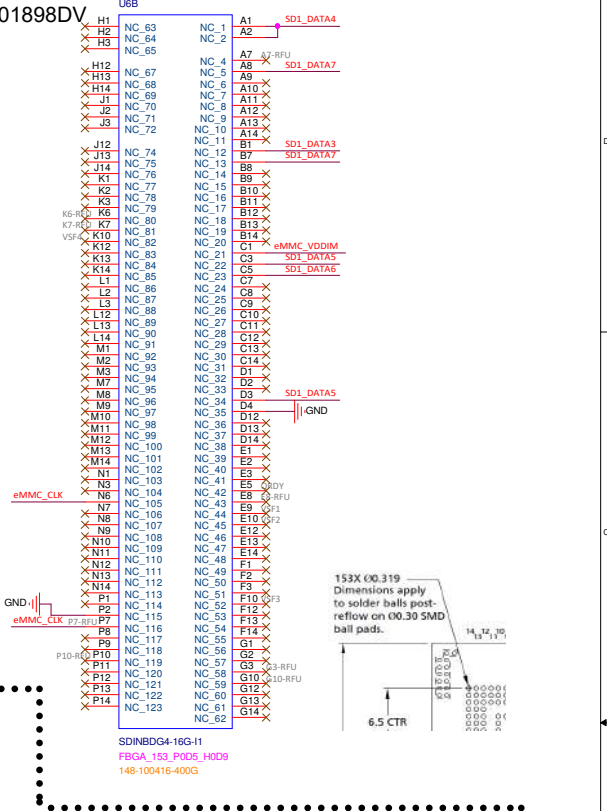 01898DV
U6B
H1 NC_63 NC_1 A1 SD1_DATA4
H2 NC_64 NC_2 A2
H3 NC_65
NC_4 A7 A7-RFU
H12 NC_67 NC_5 A8 SD1_DATA7
H13 NC_68 NC_6 A9
H14 NC_69 NC_7 A10
J1 NC_70 NC_8 A11
J2 NC_71 NC_9 A12
J3 NC_72 NC_10 A13
NC_11 A14
J12 NC_74 NC_12 B1 SD1_DATA3
J13 NC_75 NC_13 B7 SD1_DATA7
J14 NC_76 NC_14 B8
K1 NC_77 NC_15 B9
K2 NC_78 NC_16 B10
K3 NC_79 NC_17 B11
K6-RFU K6 NC_80 NC_18 B12
K7-RFU K7 NC_81 NC_19 B13
VSF4 K10 NC_82 NC_20 B14
K12 NC_83 NC_21 C1 eMMC_VDDIM
K13 NC_84 NC_22 C3 SD1_DATA5
K14 NC_85 NC_23 C5 SD1_DATA6
L1 NC_86 NC_24 C7
L2 NC_87 NC_25 C8
L3 NC_88 NC_26 C9
L12 NC_89 NC_27 C10
L13 NC_90 NC_28 C11
L14 NC_91 NC_29 C12
M1 NC_92 NC_30 C13
M2 NC_93 NC_31 C14
M3 NC_94 NC_32 D1
M7 NC_95 NC_33 D2
M8 NC_96 NC_34 D3 SD1_DATA5
M9 NC_97 NC_35 D4 GND
M10 NC_98 NC_36 D12
M11 NC_99 NC_37 D13
M12 NC_100 NC_38 D14
M13 NC_101 NC_39 E1
M14 NC_102 NC_40 E2
N1 NC_103 NC_41 E3
N3 NC_104 NC_42 E5
eMMC_CLK N6 NC_105 NC_43 E8 E8-RFU
N7 NC_106 NC_44 E9 VSF1
N8 NC_107 NC_45 E10 VSF2
N9 NC_108 NC_46 E12
N10 NC_109 NC_47 E13
N11 NC_110 NC_48 E14
N12 NC_111 NC_49 F1
N13 NC_112 NC_50 F2
N14 NC_113 NC_51 F3
P1 NC_114 NC_52 F10 VSF3
GND P2 NC_115 NC_53 F12
eMMC_CLK P7-RFU P7 NC_116 NC_54 F13
P8 NC_117 NC_55 F14
P9 NC_118 NC_56 G1
P10-RFU P10 NC_119 NC_57 G2
P11 NC_120 NC_58 G3 G3-RFU
P12 NC_121 NC_59 G10 G10-RFU
P13 NC_122 NC_60 G12
P14 NC_123 NC_61 G13
NC_62 G14
SDINBDG4-16G-I1
FBGA_153_P0D5_H0D9
148-100416-400G
153X Ø0.319
Dimensions apply
to solder balls post-
reflow on Ø0.30 SMD
ball pads.
14 12 10
6.5 CTR
D
C